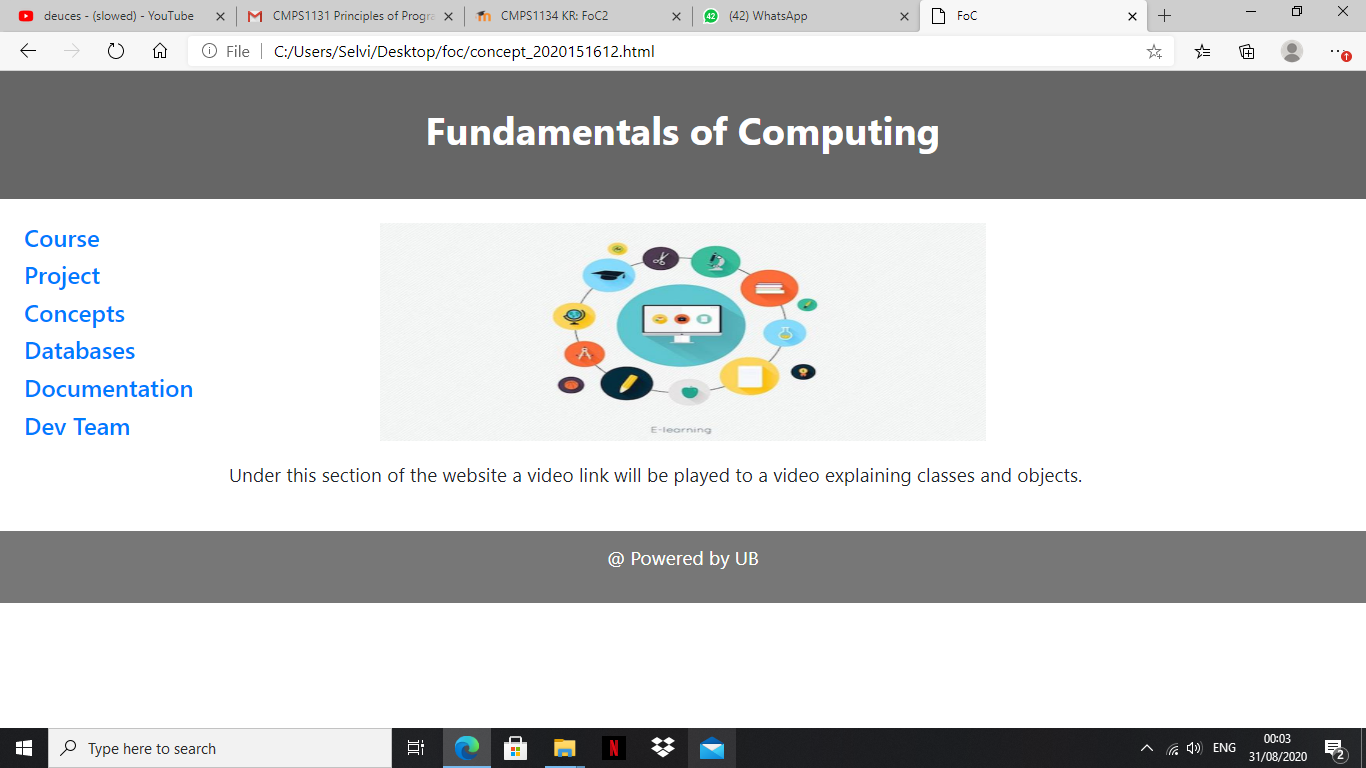 deuces - (slowed) - YouTube
CMPS1131 Principles of Progra
CMPS1134 KR: FoC2
42
(42) WhatsApp
FoC
File
C:/Users/Selvi/Desktop/foc/concept_2020151612.html
Fundamentals of Computing
Course
Project
Concepts
Databases
Documentation
Dev Team
E-learning
Under this section of the website a video link will be played to a video explaining classes and objects.
@ Powered by UB
Type here to search
N
ENG
00:03
31/08/2020
2